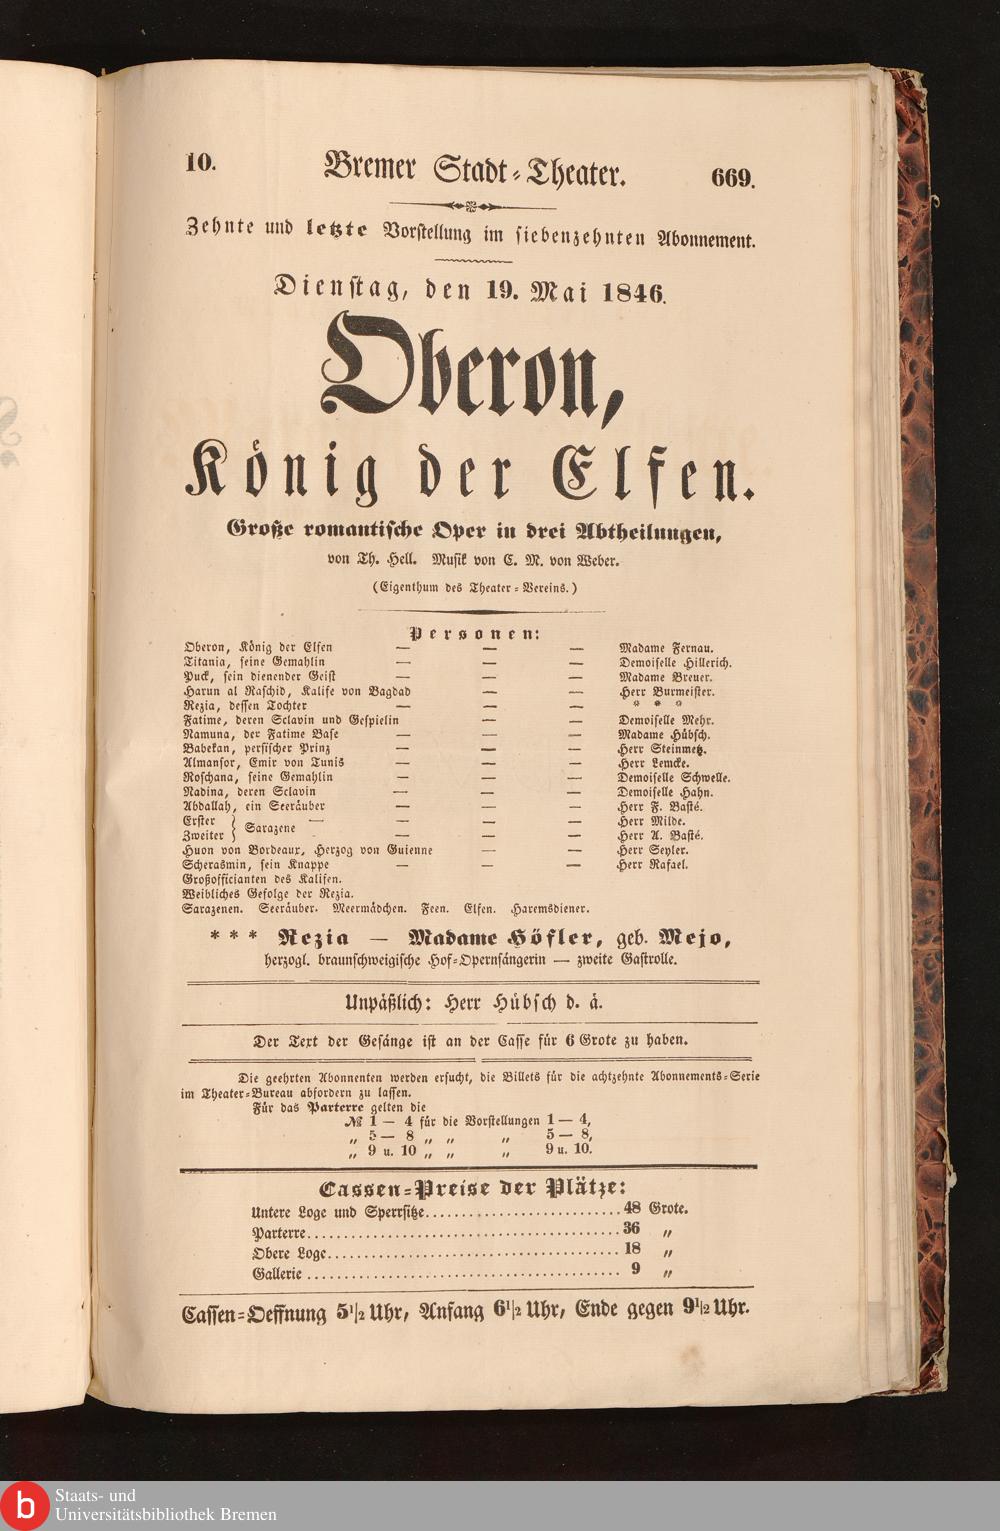 10. Bremer Stadt-Theater. 669.
Zehnte und letzte Vorstellung im siebenzehnten Abonnement.
Dienstag, den 19. Mai 1846.
Oberon,
König der Elfen.
Große romantische Oper in drei Abtheilungen,
von Th. Hell. Musik von C. M. von Weber.
(Eigenthum des Theater-Vereins.)
Personen:
Oberon, König der Elfen — — — Madame Fernau.
Titania, seine Gemahlin — — — Demoiselle Hillerich.
Puck, sein dienender Geist — — — Madame Breuer.
Harun al Raschid, Kalife von Bagdad — — Herr Burmeister.
Rezia, dessen Tochter — — — * * *
Fatime, deren Sclavin und Gespielin — — Demoiselle Mehr.
Namuna, der Fatime Base — — — Madame Hübsch.
Babekan, persischer Prinz — — — Herr Steinmetz.
Almansor, Emir von Tunis — — — Herr Lemcke.
Roschana, seine Gemahlin — — — Demoiselle Schwelle.
Nadina, deren Sclavin — — — Demoiselle Hahn.
Abdallah, ein Seeräuber — — — Herr F. Basté.
Erster } Sarazene — — — Herr Milde.
Zweiter } — — — Herr A. Basté.
Huon von Bordeaux, Herzog von Guienne — — Herr Seyler.
Scherasmin, sein Knappe — — — Herr Rafael.
Großofficianten des Kalifen.
Weibliches Gefolge der Rezia.
Sarazenen. Seeräuber. Meermädchen. Feen. Elfen. Haremsdiener.
* * * Rezia — Madame Höfler, geb. Mejo,
herzogl. braunschweigische Hof-Opernsängerin — zweite Gastrolle.
Unpäßlich: Herr Hübsch d. ä.
Der Text der Gesänge ist an der Casse für 6 Grote zu haben.
Die geehrten Abonnenten werden ersucht, die Billets für die achtzehnte Abonnements-Serie
im Theater-Bureau abfordern zu lassen.
Für das Parterre gelten die
№ 1 — 4 für die Vorstellungen 1 — 4,
„ 5 — 8 „ „ „ 5 — 8,
„ 9 u. 10 „ „ „ 9 u. 10.
Cassen-Preise der Plätze:
Untere Loge und Sperrsitze........................... 48 Grote.
Parterre............................................ 36 „
Obere Loge......................................... 18 „
Gallerie............................................ 9 „
Cassen-Oeffnung 5 1/2 Uhr, Anfang 6 1/2 Uhr, Ende gegen 9 1/2 Uhr.
b Staats- und
Universitätsbibliothek Bremen